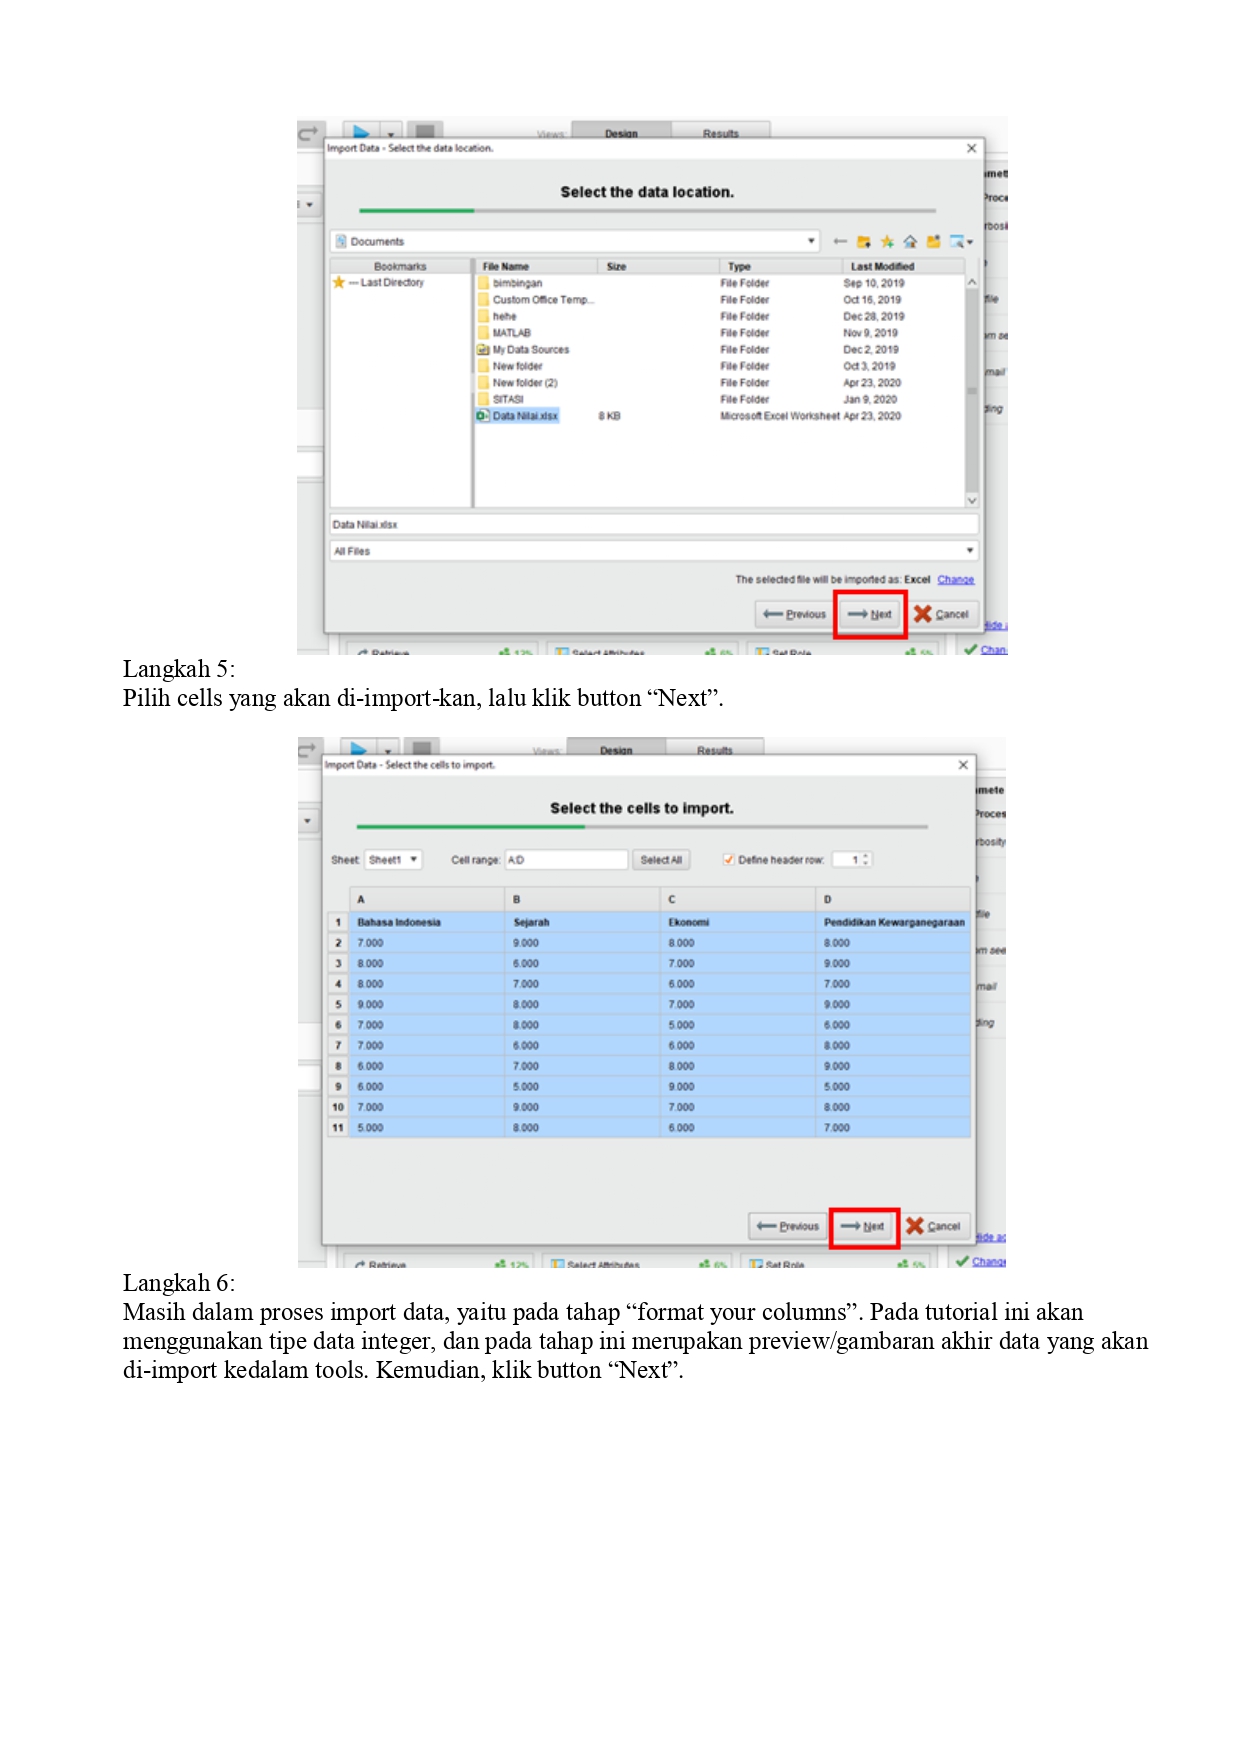 Views: Design Results
Import Data - Select the data location.
Select the data location.
Documents
Bookmarks File Name Size Type Last Modified
Last Directory bimbingan File Folder Sep 10, 2019
Custom Office Temp... File Folder Oct 16, 2019
hehe File Folder Dec 28, 2019
MATLAB File Folder Nov 9, 2019
My Data Sources File Folder Dec 2, 2019
New folder File Folder Oct 3, 2019
New folder (2) File Folder Apr 23, 2020
SITASI File Folder Jan 9, 2020
Data Nilai.xlsx 8 KB Microsoft Excel Worksheet Apr 23, 2020
Data Nilai.xlsx
All Files
The selected file will be imported as: Excel Change
Previous Next Cancel
Retrieve 12% Select Attributes 6% Set Role 5%
Langkah 5:
Pilih cells yang akan di-import-kan, lalu klik button “Next”.
Views: Design Results
Import Data - Select the cells to import.
Select the cells to import.
Sheet: Sheet1 Cell range: A:D Select All Define header row: 1
A B C D
1 Bahasa Indonesia Sejarah Ekonomi Pendidikan Kewarganegaraan
2 7.000 9.000 8.000 8.000
3 8.000 6.000 7.000 9.000
4 8.000 7.000 6.000 7.000
5 9.000 8.000 7.000 9.000
6 7.000 8.000 5.000 6.000
7 7.000 6.000 6.000 8.000
8 6.000 7.000 8.000 9.000
9 6.000 5.000 9.000 5.000
10 7.000 9.000 7.000 8.000
11 5.000 8.000 6.000 7.000
Previous Next Cancel
Retrieve 12% Select Attributes 6% Set Role 5%
Langkah 6:
Masih dalam proses import data, yaitu pada tahap “format your columns”. Pada tutorial ini akan
menggunakan tipe data integer, dan pada tahap ini merupakan preview/gambaran akhir data yang akan
di-import kedalam tools. Kemudian, klik button “Next”.